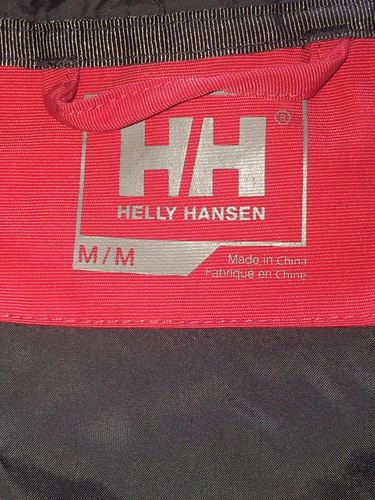 HH®
HELLY HANSEN
M/M
Made in China
Fabriqué en Chine